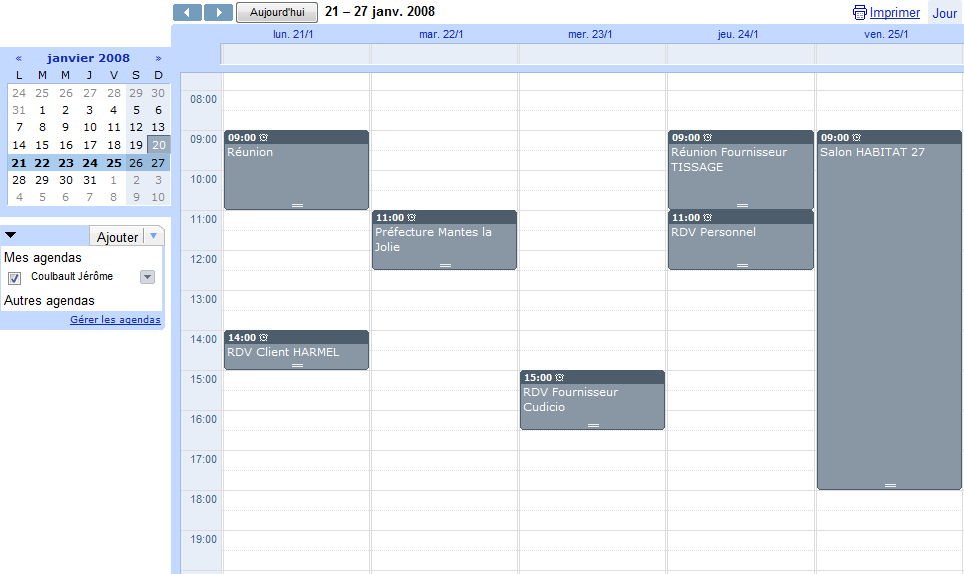 Aujourd'hui 21 – 27 janv. 2008 Imprimer Jour
lun. 21/1 mar. 22/1 mer. 23/1 jeu. 24/1 ven. 25/1
« janvier 2008 »
L M M J V S D
24 25 26 27 28 29 30
31 1 2 3 4 5 6
7 8 9 10 11 12 13
14 15 16 17 18 19 20
21 22 23 24 25 26 27
28 29 30 31 1 2 3
4 5 6 7 8 9 10
Ajouter
Mes agendas
Coulbault Jérôme
Autres agendas
Gérer les agendas
08:00
09:00
10:00
11:00
12:00
13:00
14:00
15:00
16:00
17:00
18:00
19:00
09:00
Réunion
14:00
RDV Client HARMEL
11:00
Préfecture Mantes la
Jolie
15:00
RDV Fournisseur
Cudicio
09:00
Réunion Fournisseur
TISSAGE
11:00
RDV Personnel
09:00
Salon HABITAT 27